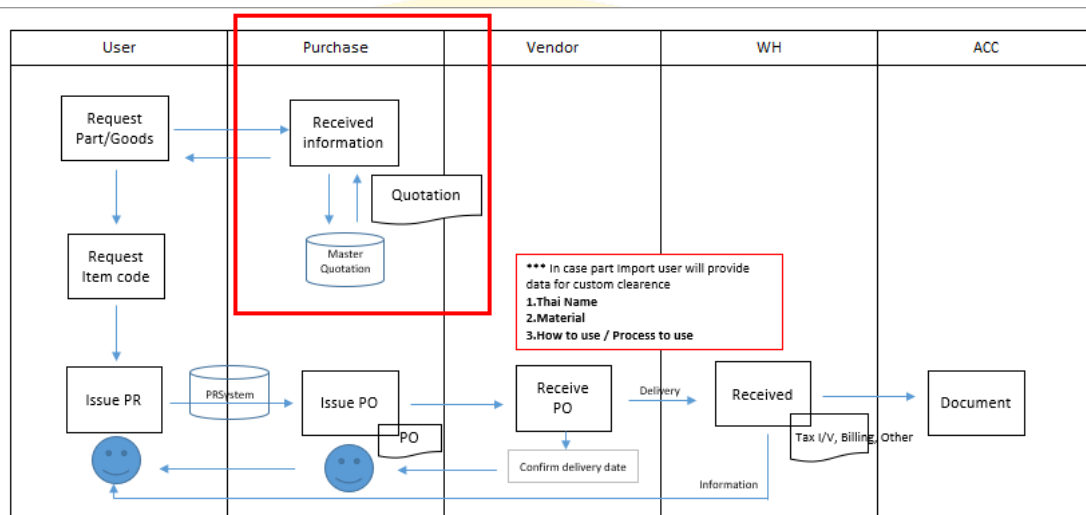 User
Purchase
Vendor
WH
ACC
Request
Part/Goods
Received
information
Quotation
Request
Item code
Master
Quotation
*** In case part import user will provide
data for custom clearence
1.Thai Name
2.Material
3.How to use / Process to use
Issue PR
PRSystem
Issue PO
PO
Receive
PO
Delivery
Received
Tax I/V, Billing, Other
Document
Confirm delivery date
Information